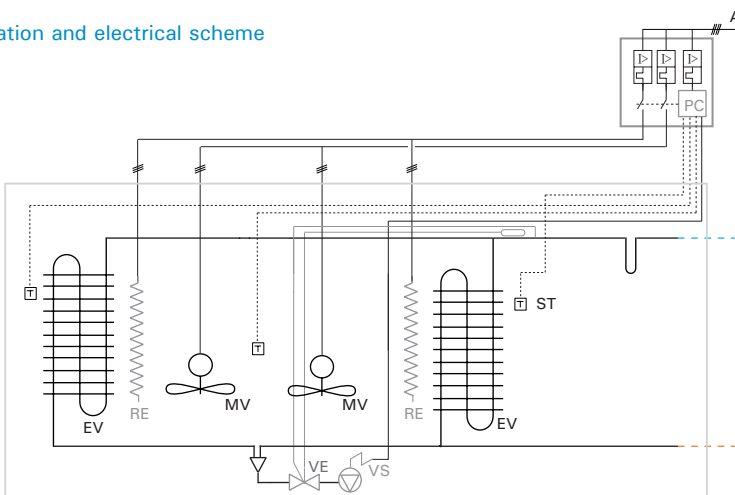 ation and electrical scheme
A
I>
I>
I>
PC
T
T
T
ST
RE
MV
MV
RE
EV
EV
VE
VS